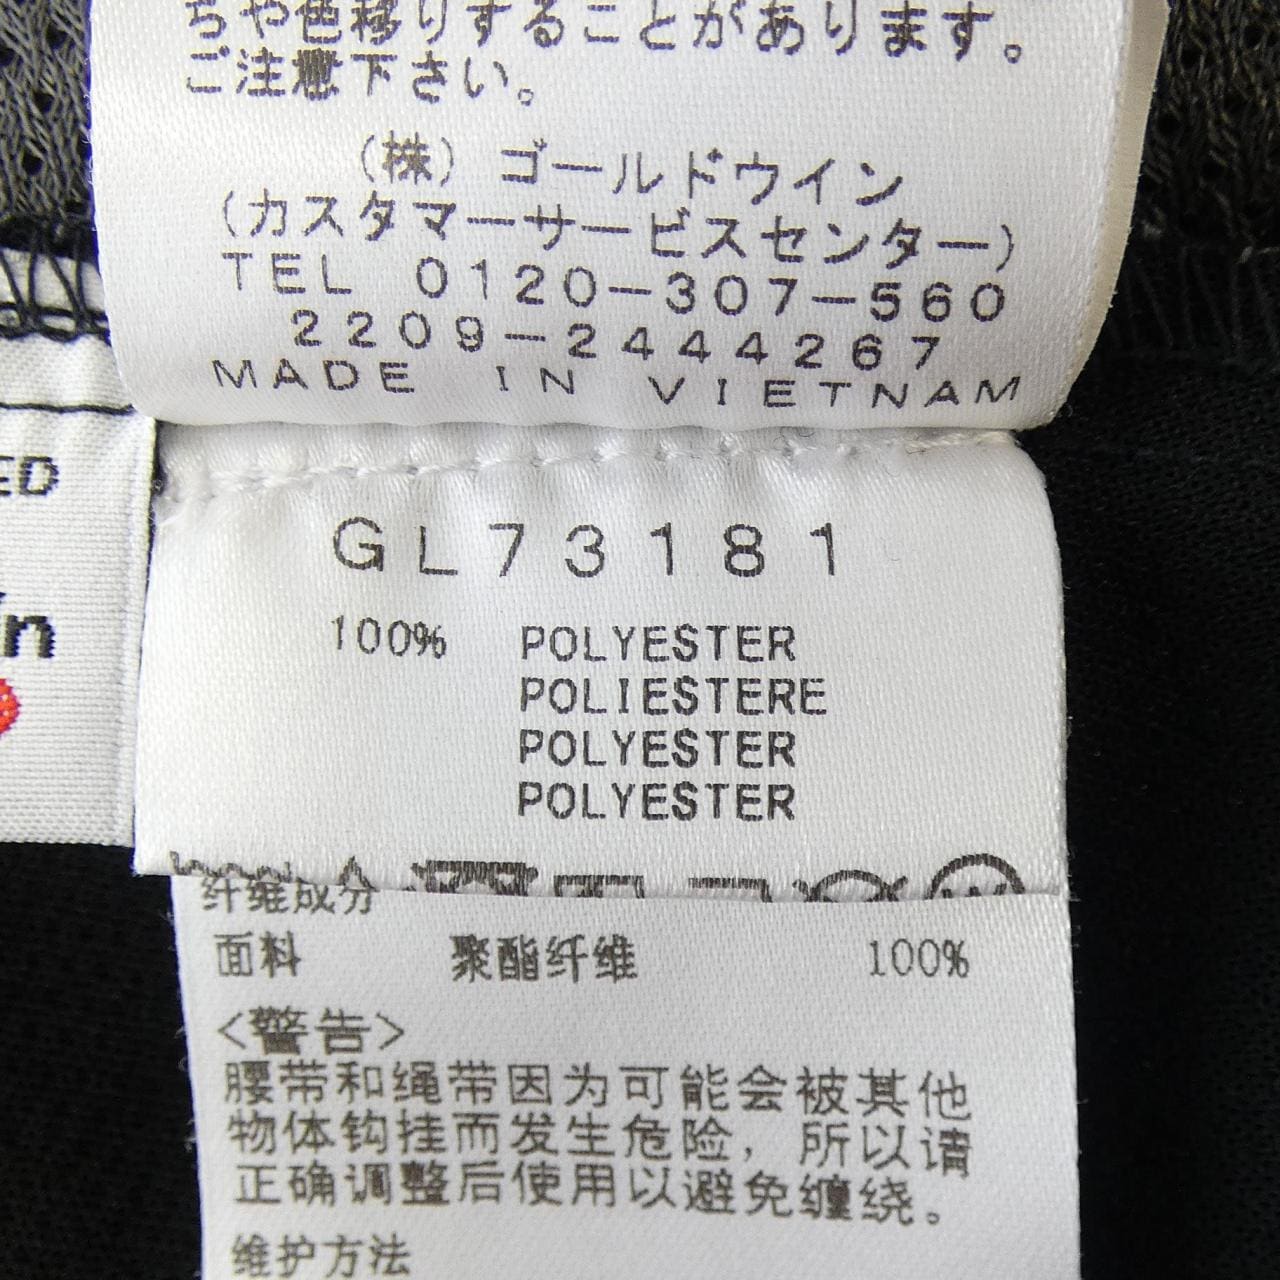 ちや色移りすることがあります。
ご注意下さい。
(株) ゴールドウイン
(カスタマーサービスセンター)
TEL 0120-307-560
2209-2444267
MADE IN VIETNAM
ED
in
GL73181
100% POLYESTER
POLIESTERE
POLYESTER
POLYESTER
纤维成分
面料 聚酯纤维 100%
<警告>
腰带和绳带因为可能会被其他
物体钩挂而发生危险，所以请
正确调整后使用以避免缠绕。
维护方法